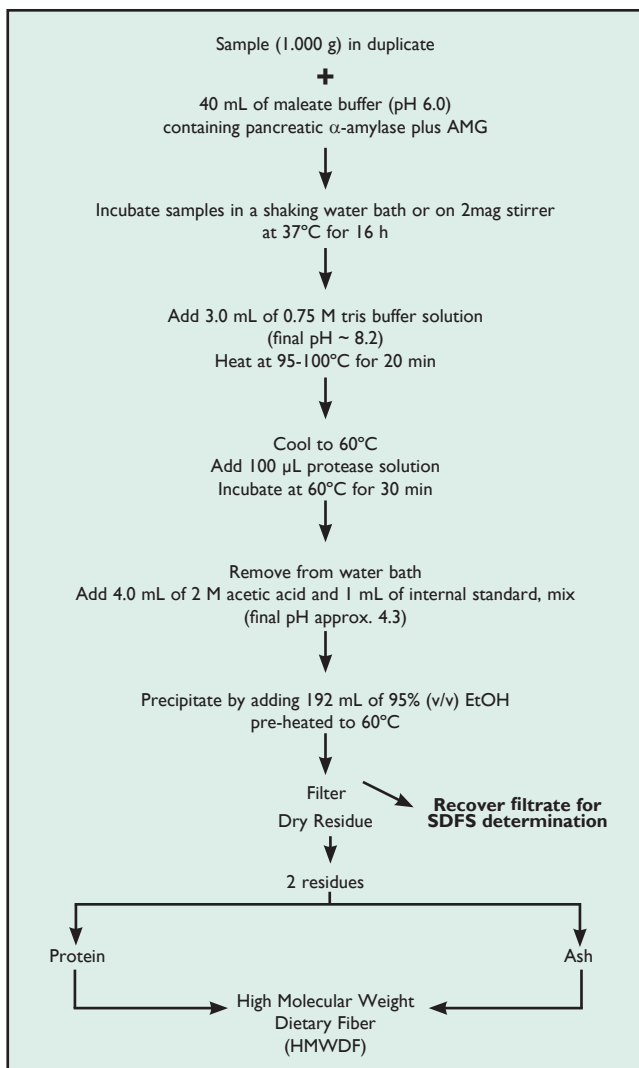 Sample (1.000 g) in duplicate
+
40 mL of maleate buffer (pH 6.0)
containing pancreatic α-amylase plus AMG
Incubate samples in a shaking water bath or on 2mag stirrer
at 37ºC for 16 h
Add 3.0 mL of 0.75 M tris buffer solution
(final pH ~ 8.2)
Heat at 95-100ºC for 20 min
Cool to 60ºC
Add 100 µL protease solution
Incubate at 60ºC for 30 min
Remove from water bath
Add 4.0 mL of 2 M acetic acid and 1 mL of internal standard, mix
(final pH approx. 4.3)
Precipitate by adding 192 mL of 95% (v/v) EtOH
pre-heated to 60ºC
Filter
Recover filtrate for
SDFS determination
Dry Residue
2 residues
Protein
Ash
High Molecular Weight
Dietary Fiber
(HMWDF)